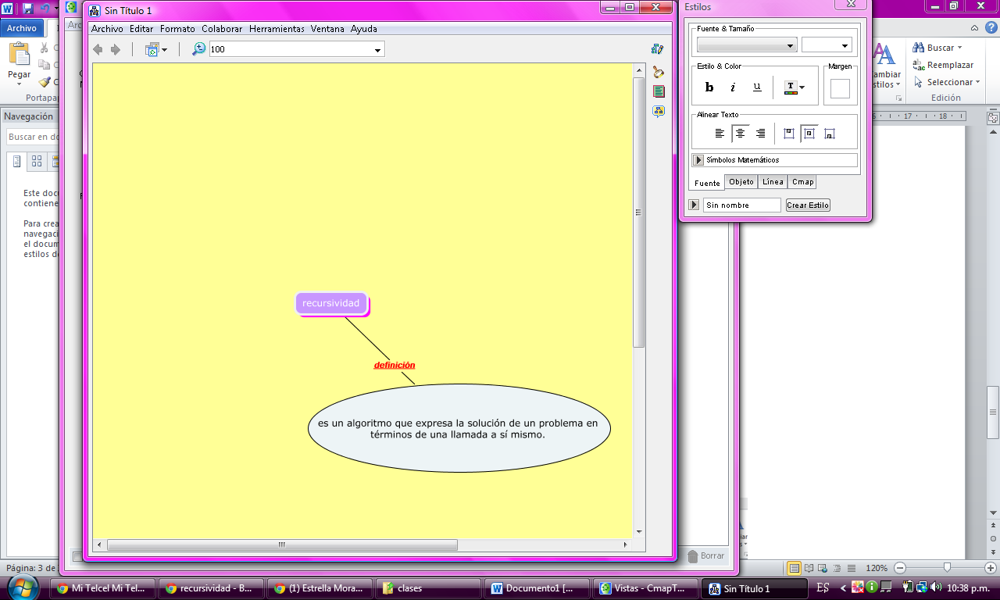 Sin Título 1
Archivo Editar Formato Colaborar Herramientas Ventana Ayuda
100
recursividad
definición
es un algoritmo que expresa la solución de un problema en
términos de una llamada a sí mismo.
Estilos
Fuente & Tamaño
Estilo & Color
Margen
b i u T
Alinear Texto
Símbolos Matemáticos
Fuente Objeto Línea Cmap
Sin nombre Crear Estilo
Archivo
Pegar
Portapap
Navegación
Buscar en do
Este docu
contiene
Para crea
navegaci
el docum
estilos de
Buscar
Reemplazar
Seleccionar
Edición
17 18
Borrar
Página: 3 de
120%
Mi Telcel Mi Tel...
recursividad - B...
(1) Estrella Mora...
clases
Documento1 [...
Vistas - CmapT...
Sin Título 1
ES
10:38 p.m.